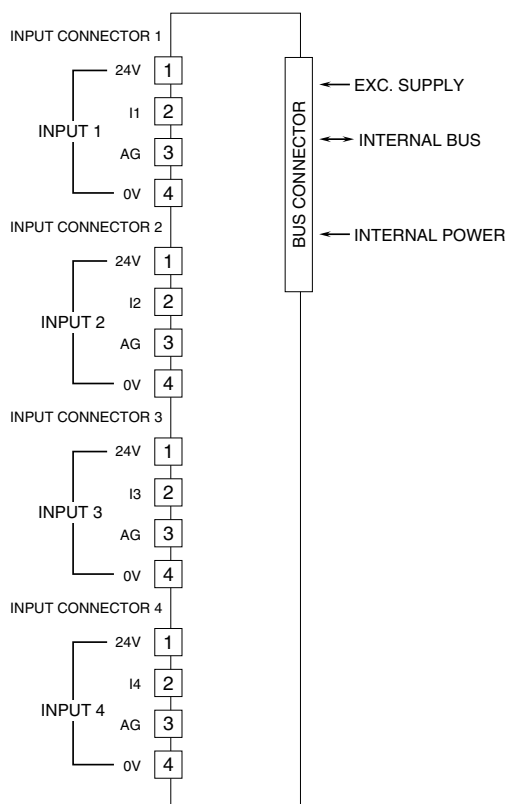 INPUT CONNECTOR 1
24V 1
I1 2
INPUT 1
AG 3
0V 4
INPUT CONNECTOR 2
24V 1
I2 2
INPUT 2
AG 3
0V 4
INPUT CONNECTOR 3
24V 1
I3 2
INPUT 3
AG 3
0V 4
INPUT CONNECTOR 4
24V 1
I4 2
INPUT 4
AG 3
0V 4
BUS CONNECTOR
EXC. SUPPLY
INTERNAL BUS
INTERNAL POWER